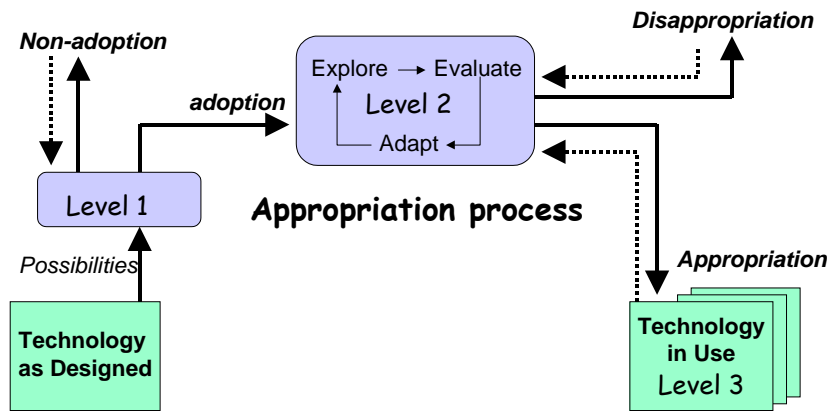 Non-adoption
Disappropriation
Explore Evaluate
Level 2
adoption
Adapt
Level 1
Appropriation process
Possibilities
Appropriation
Technology
as Designed
Technology
in Use
Level 3